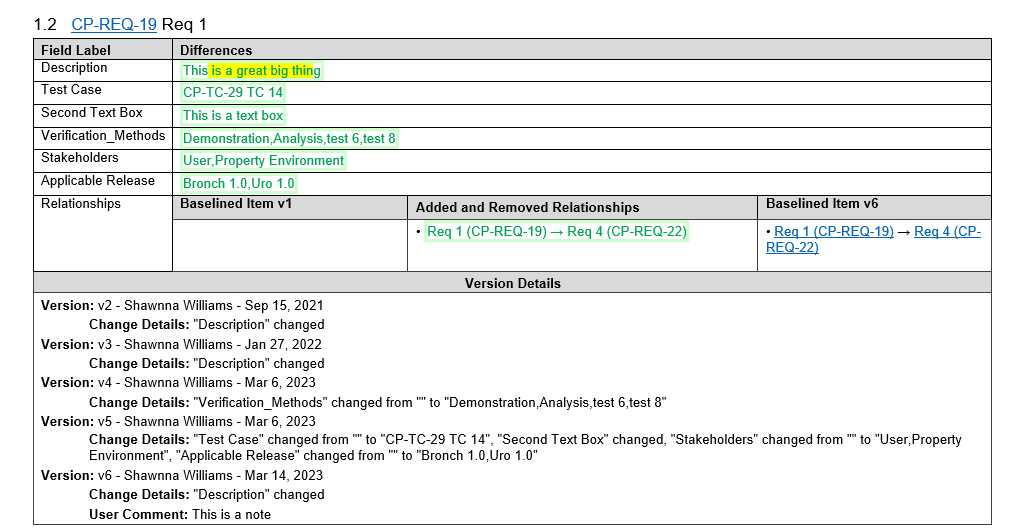 1.2 CP-REQ-19 Req 1
Field Label Differences
Description This is a great big thing
Test Case CP-TC-29 TC 14
Second Text Box This is a text box
Verification_Methods Demonstration,Analysis,test 6,test 8
Stakeholders User,Property Environment
Applicable Release Bronch 1.0,Uro 1.0
Relationships Baselined Item v1 Added and Removed Relationships Baselined Item v6
• Req 1 (CP-REQ-19) → Req 4 (CP-REQ-22) • Req 1 (CP-REQ-19) → Req 4 (CP-
REQ-22)
Version Details
Version: v2 - Shawnna Williams - Sep 15, 2021
Change Details: "Description" changed
Version: v3 - Shawnna Williams - Jan 27, 2022
Change Details: "Description" changed
Version: v4 - Shawnna Williams - Mar 6, 2023
Change Details: "Verification_Methods" changed from "" to "Demonstration,Analysis,test 6,test 8"
Version: v5 - Shawnna Williams - Mar 6, 2023
Change Details: "Test Case" changed from "" to "CP-TC-29 TC 14", "Second Text Box" changed, "Stakeholders" changed from "" to "User,Property
Environment", "Applicable Release" changed from "" to "Bronch 1.0,Uro 1.0"
Version: v6 - Shawnna Williams - Mar 14, 2023
Change Details: "Description" changed
User Comment: This is a note